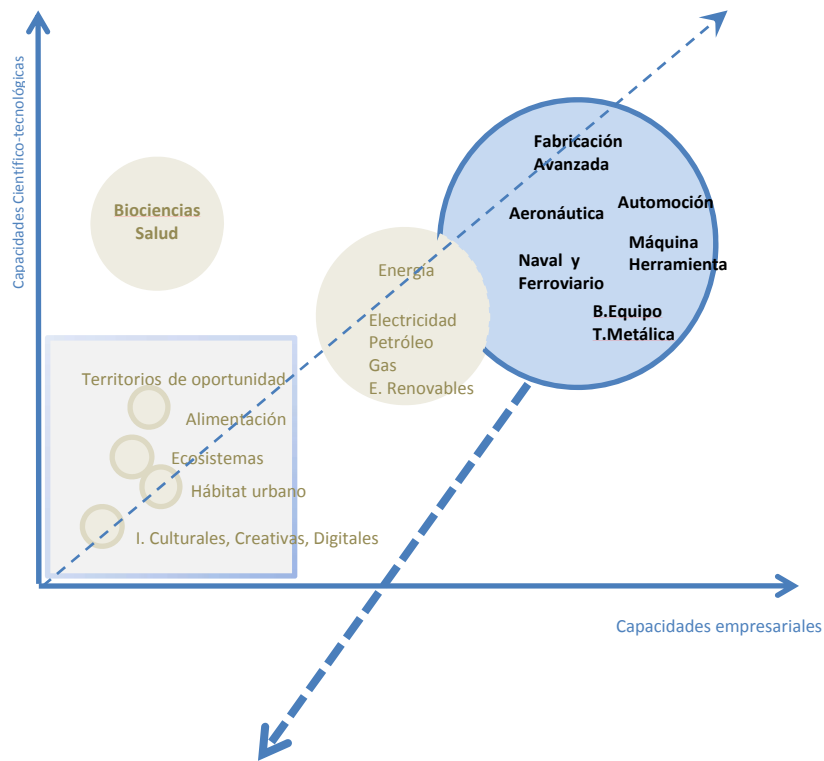 Capacidades Científico-tecnológicas
Fabricación
Avanzada
Aeronáutica
Automoción
Máquina
Herramienta
Naval y
Ferroviario
B.Equipo
T.Metálica
Biociencias
Salud
Energía
Electricidad
Petróleo
Gas
E. Renovables
Territorios de oportunidad
Alimentación
Ecosistemas
Hábitat urbano
I. Culturales, Creativas, Digitales
Capacidades empresariales